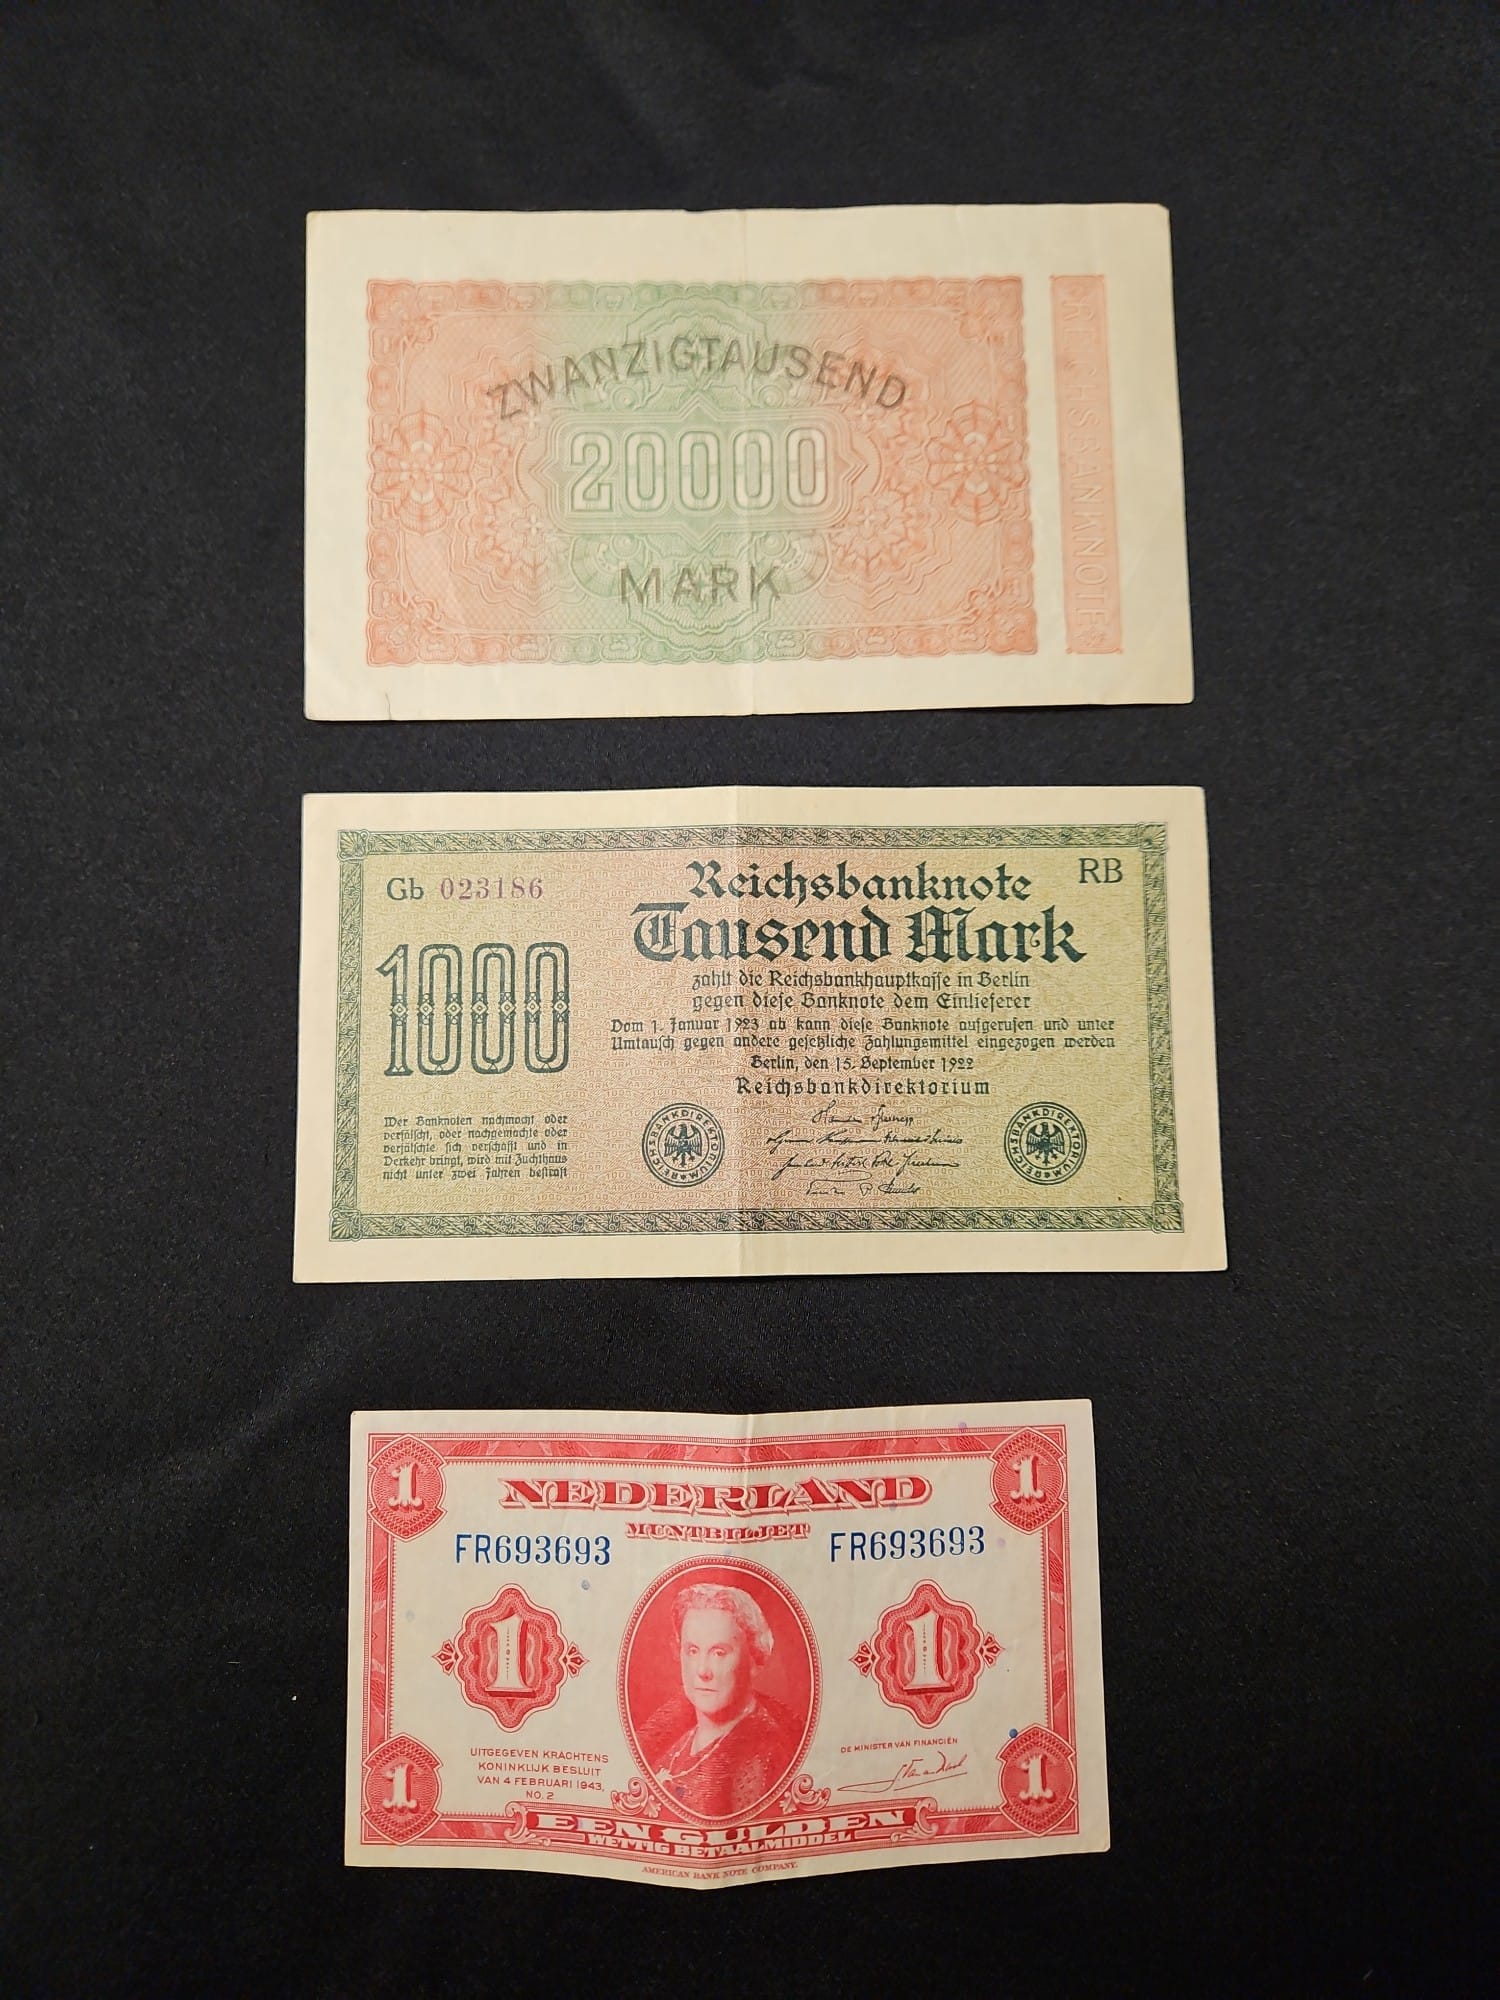 ZWANZIGTAUSEND
20000
MARK
REICHSBANKNOTE
Gb 023186
Reichsbanknote
RB
Tausend Mark
1000
zahlt die Reichsbankhauptkasse in Berlin
gegen diese Banknote dem Einlieferer
Vom 1. Januar 1923 ab kann diese Banknote aufgerufen und unter
Umtausch gegen andere gesetzliche Zahlungsmittel eingezogen werden
Berlin, den 15. September 1922
Reichsbankdirektorium
Wer Banknoten nachmacht oder
verfälscht, oder nachgemachte oder
verfälschte sich verschafft und in
Verkehr bringt, wird mit Zuchthaus
nicht unter zwei Jahren bestraft
REICHSBANKDIREKTORIUM
REICHSBANKDIREKTORIUM
1
1
NEDERLAND
MUNTBILJET
FR693693
FR693693
1
1
UITGEGEVEN KRACHTENS
KONINKLIJK BESLUIT
VAN 4 FEBRUARI 1943,
NO. 2
DE MINISTER VAN FINANCIËN
1
1
EEN GULDEN
WETTIG BETAALMIDDEL
AMERICAN BANK NOTE COMPANY.